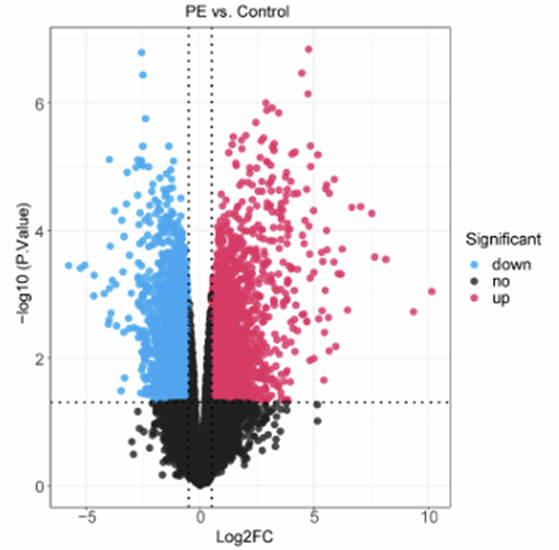 PE vs. Control
−log10 (P.Value)
6
4
2
0
−5
0
5
10
Log2FC
Significant
down
no
up